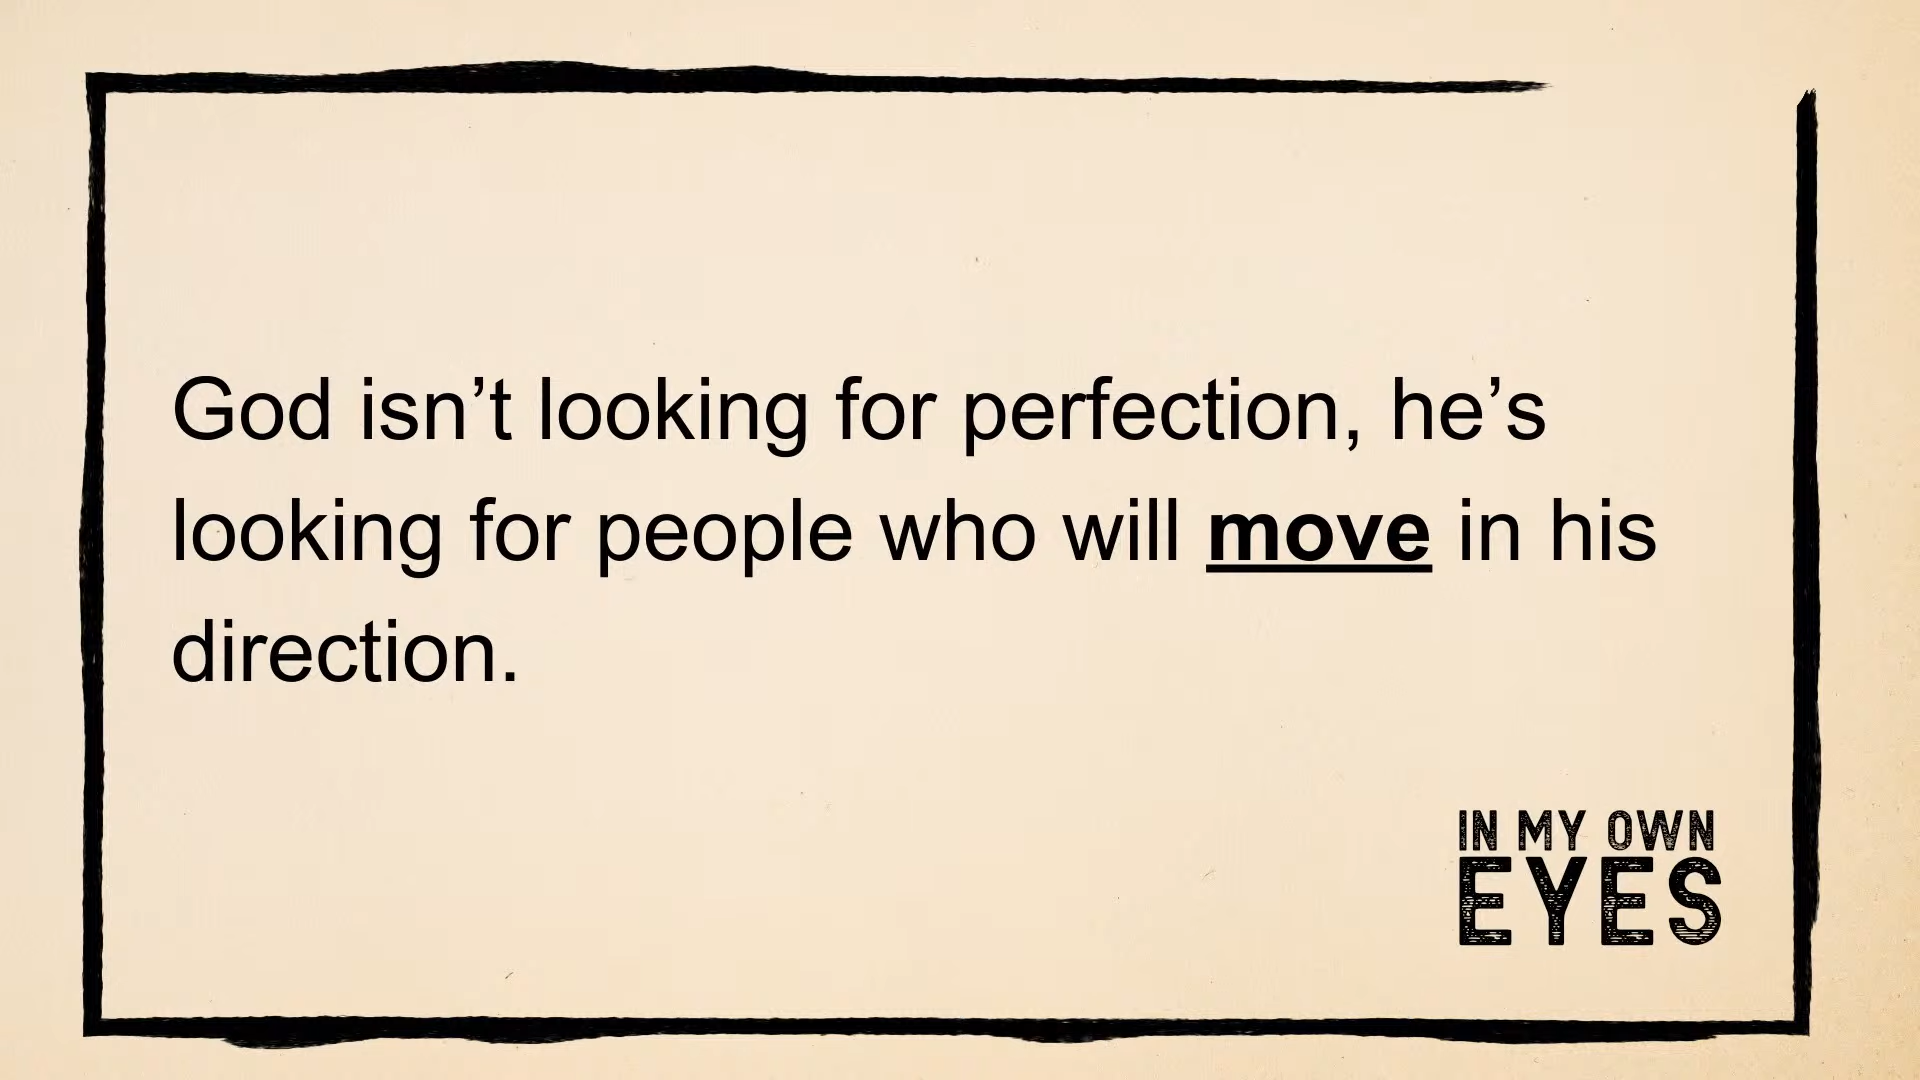 God isn’t looking for perfection, he’s
looking for people who will move in his
direction.
IN MY OWN
EYES